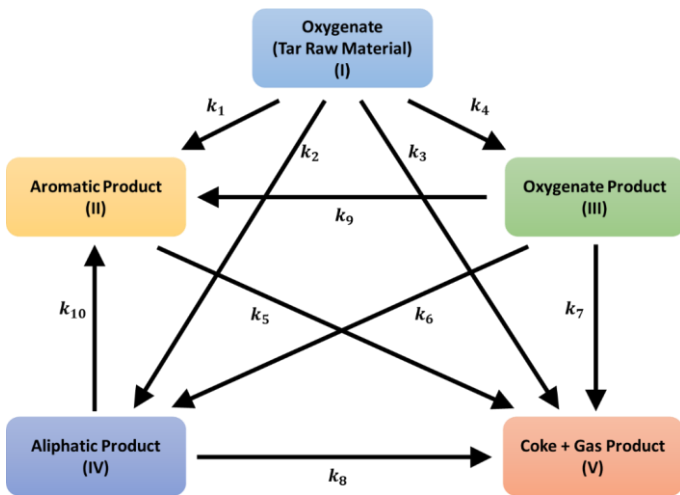 Oxygenate
(Tar Raw Material)
(I)
k₁
k₄
k₂
k₃
Aromatic Product
(II)
Oxygenate Product
(III)
k₉
k₁₀
k₅
k₆
k₇
Aliphatic Product
(IV)
Coke + Gas Product
(V)
k₈